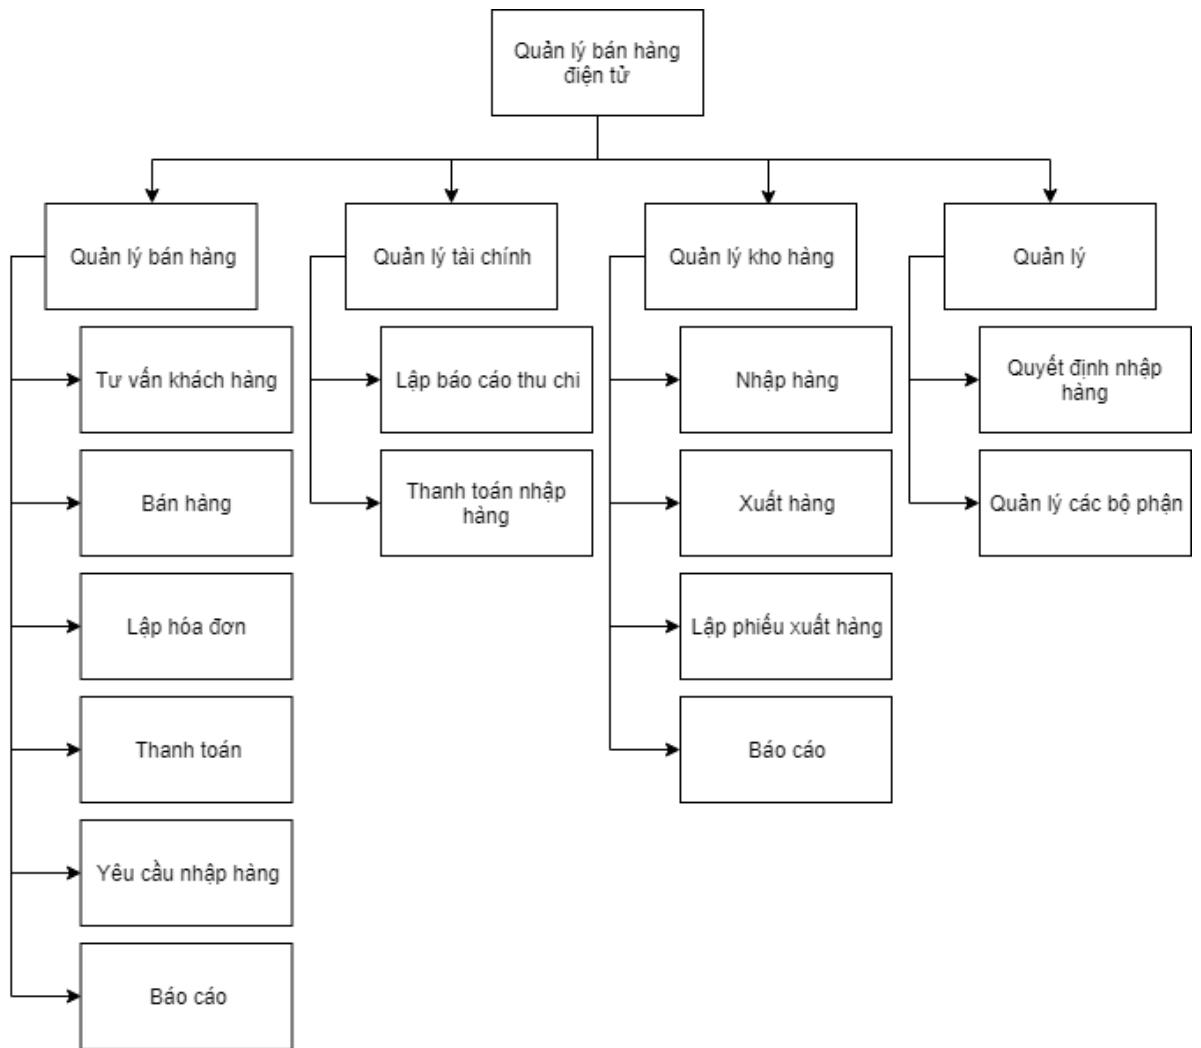 Quản lý bán hàng
điện tử
Quản lý bán hàng
Quản lý tài chính
Quản lý kho hàng
Quản lý
Tư vấn khách hàng
Bán hàng
Lập hóa đơn
Thanh toán
Yêu cầu nhập hàng
Báo cáo
Lập báo cáo thu chi
Thanh toán nhập
hàng
Nhập hàng
Xuất hàng
Lập phiếu xuất hàng
Báo cáo
Quyết định nhập
hàng
Quản lý các bộ phận